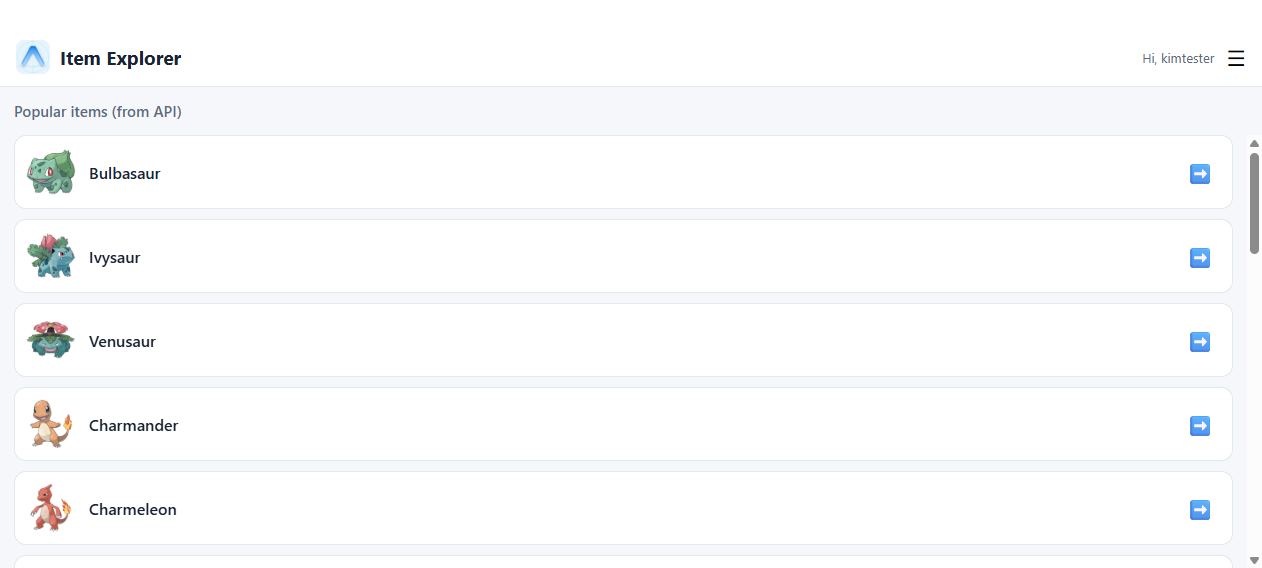 Item Explorer
Hi, kimtester
Popular items (from API)
Bulbasaur
Ivysaur
Venusaur
Charmander
Charmeleon